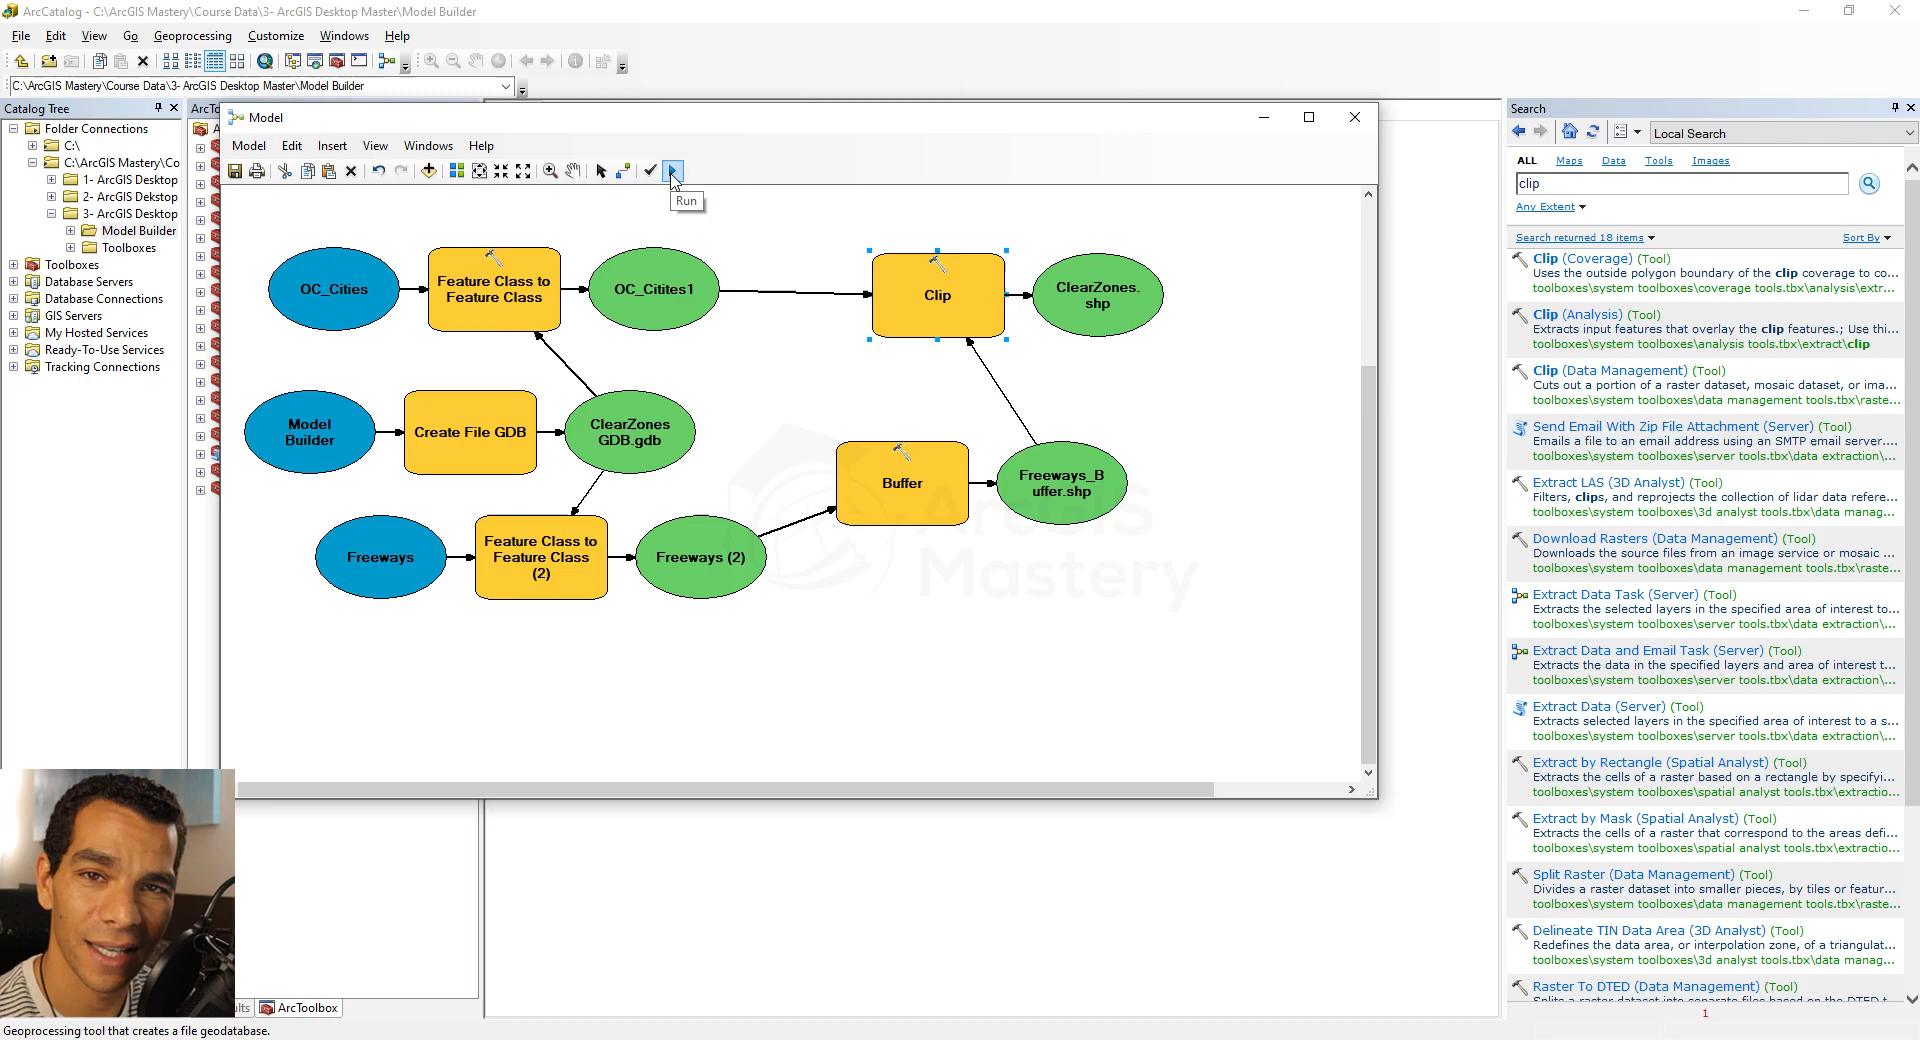 ArcCatalog - C:\ArcGIS Mastery\Course Data\3- ArcGIS Desktop Master\Model Builder
File Edit View Go Geoprocessing Customize Windows Help
C:\ArcGIS Mastery\Course Data\3- ArcGIS Desktop Master\Model Builder
Catalog Tree
Folder Connections
C:\
C:\ArcGIS Mastery\Co
1- ArcGIS Desktop
2- ArcGIS Dekstop
3- ArcGIS Desktop
Model Builder
Toolboxes
Toolboxes
Database Servers
Database Connections
GIS Servers
My Hosted Services
Ready-To-Use Services
Tracking Connections
ArcTo
Model
Model Edit Insert View Windows Help
Run
OC_Cities
Feature Class to
Feature Class
OC_Citites1
Clip
ClearZones.
shp
Model
Builder
Create File GDB
ClearZones
GDB.gdb
Buffer
Freeways_B
uffer.shp
Freeways
Feature Class to
Feature Class
(2)
Freeways (2)
ArcGIS
Mastery
ArcToolbox
Geoprocessing tool that creates a file geodatabase.
Search
Local Search
ALL Maps Data Tools Images
clip
Any Extent
Search returned 18 items
Sort By
Clip (Coverage) (Tool)
Uses the outside polygon boundary of the clip coverage to co...
toolboxes\system toolboxes\coverage tools.tbx\analysis\extr...
Clip (Analysis) (Tool)
Extracts input features that overlay the clip features.; Use thi...
toolboxes\system toolboxes\analysis tools.tbx\extract\clip
Clip (Data Management) (Tool)
Cuts out a portion of a raster dataset, mosaic dataset, or ima...
toolboxes\system toolboxes\data management tools.tbx\raste...
Send Email With Zip File Attachment (Server) (Tool)
Emails a file to an email address using an SMTP email server....
toolboxes\system toolboxes\server tools.tbx\data extraction\...
Extract LAS (3D Analyst) (Tool)
Filters, clips, and reprojects the collection of lidar data refere...
toolboxes\system toolboxes\3d analyst tools.tbx\data manag...
Download Rasters (Data Management) (Tool)
Downloads the source files from an image service or mosaic ...
toolboxes\system toolboxes\data management tools.tbx\raste...
Extract Data Task (Server) (Tool)
Extracts the selected layers in the specified area of interest to...
toolboxes\system toolboxes\server tools.tbx\data extraction\...
Extract Data and Email Task (Server) (Tool)
Extracts the data in the specified layers and area of interest t...
toolboxes\system toolboxes\server tools.tbx\data extraction\...
Extract Data (Server) (Tool)
Extracts selected layers in the specified area of interest to a s...
toolboxes\system toolboxes\server tools.tbx\data extraction\...
Extract by Rectangle (Spatial Analyst) (Tool)
Extracts the cells of a raster based on a rectangle by specifyi...
toolboxes\system toolboxes\spatial analyst tools.tbx\extractio...
Extract by Mask (Spatial Analyst) (Tool)
Extracts the cells of a raster that correspond to the areas defi...
toolboxes\system toolboxes\spatial analyst tools.tbx\extractio...
Split Raster (Data Management) (Tool)
Divides a raster dataset into smaller pieces, by tiles or featur...
toolboxes\system toolboxes\data management tools.tbx\raste...
Delineate TIN Data Area (3D Analyst) (Tool)
Redefines the data area, or interpolation zone, of a triangulat...
toolboxes\system toolboxes\3d analyst tools.tbx\data manag...
Raster To DTED (Data Management) (Tool)
1